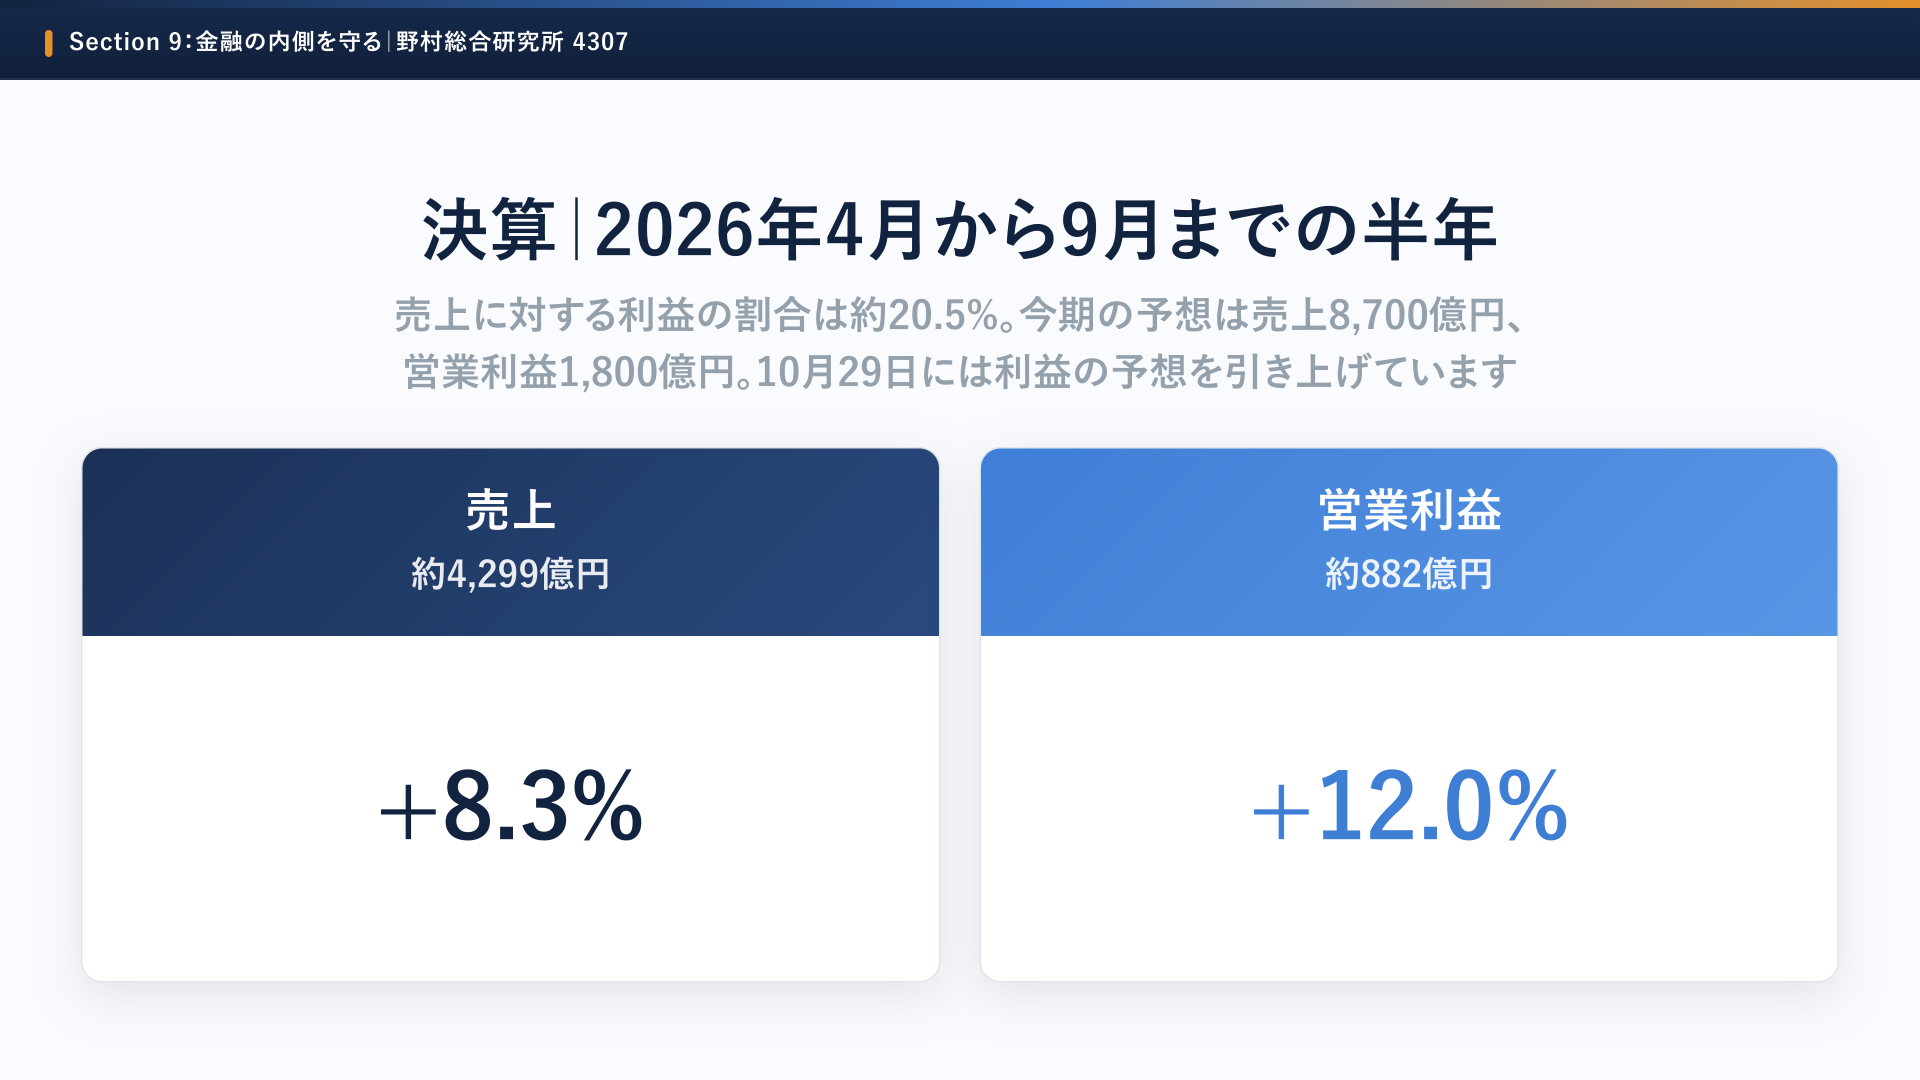 Section 9：金融の内側を守る｜野村総合研究所 4307
決算｜2026年4月から9月までの半年
売上に対する利益の割合は約20.5%。今期の予想は売上8,700億円、
営業利益1,800億円。10月29日には利益の予想を引き上げています
売上
約4,299億円
営業利益
約882億円
+8.3%
+12.0%